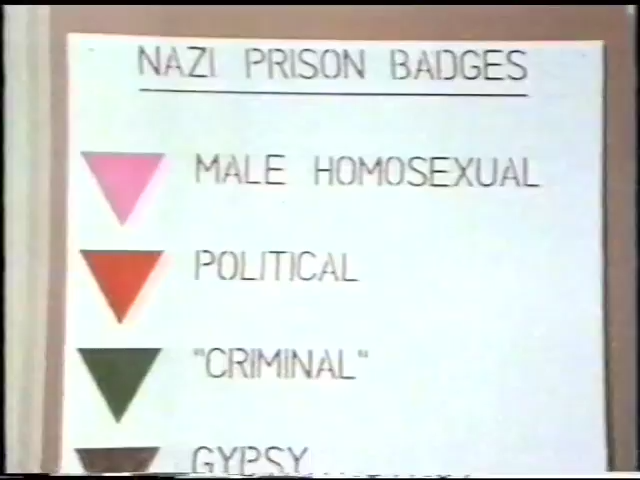 NAZI PRISON BADGES
MALE HOMOSEXUAL
POLITICAL
"CRIMINAL"
GYPSY